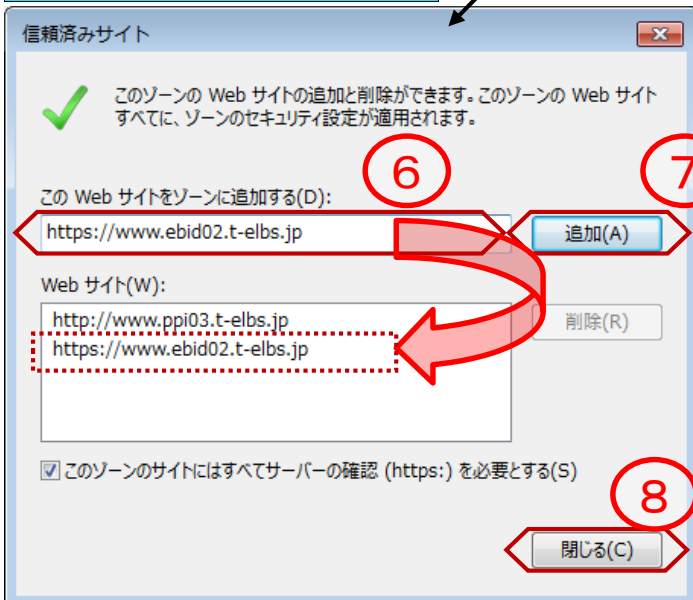 信頼済みサイト
このゾーンの Web サイトの追加と削除ができます。このゾーンの Web サイト
すべてに、ゾーンのセキュリティ設定が適用されます。
6
7
この Web サイトをゾーンに追加する(D):
https://www.ebid02.t-elbs.jp
追加(A)
Web サイト(W):
http://www.ppi03.t-elbs.jp
削除(R)
https://www.ebid02.t-elbs.jp
このゾーンのサイトにはすべてサーバーの確認 (https:) を必要とする(S)
8
閉じる(C)